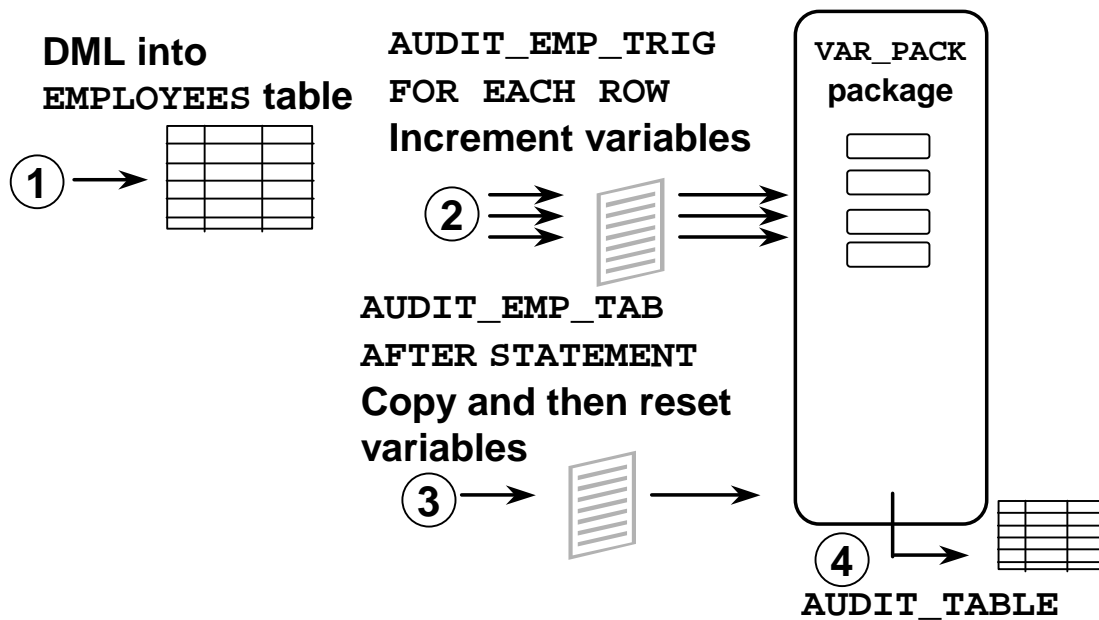 DML into
EMPLOYEES table
1
AUDIT_EMP_TRIG
FOR EACH ROW
Increment variables
2
VAR_PACK
package
AUDIT_EMP_TAB
AFTER STATEMENT
Copy and then reset
variables
3
4
AUDIT_TABLE